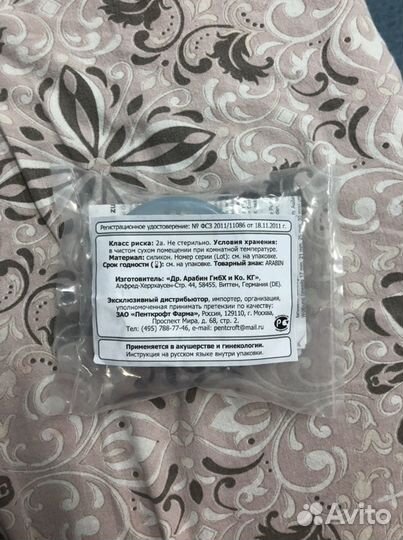 Регистрационное удостоверение: № ФСЗ 2011/11086 от 18.11.2011 г.
Класс риска: 2а. Не стерильно. Условия хранения:
в чистом сухом помещении при комнатной температуре.
Материал: силикон. Номер серии (Lot): см. на упаковке.
Срок годности (): см. на упаковке. Товарный знак: ARABIN
Изготовитель: «Др. Арабин ГмбХ и Ко. КГ»,
Алфред-Херрхаусен-Стр. 44, 58455, Виттен, Германия (DE).
Эксклюзивный дистрибьютор, импортер, организация,
уполномоченная принимать претензии по качеству:
ЗАО «Пенткрофт Фарма», Россия, 129110, г. Москва,
Проспект Мира, д. 68, стр. 2.
Тел.: (495) 788-77-46, e-mail: pentcroft@mail.ru
Применяется в акушерстве и гинекологии.
Инструкция на русском языке внутри упаковки.
Avito